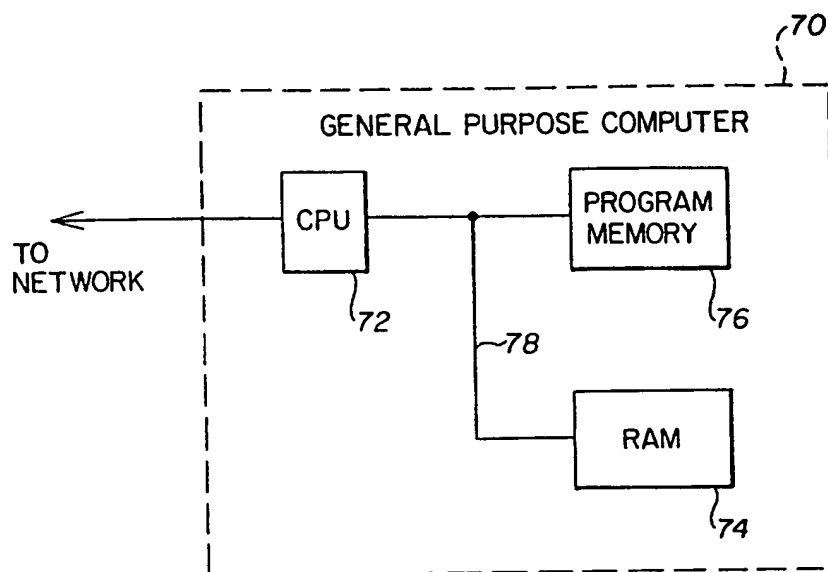 70
GENERAL PURPOSE COMPUTER
CPU
PROGRAM
MEMORY
TO
NETWORK
72
76
78
RAM
74